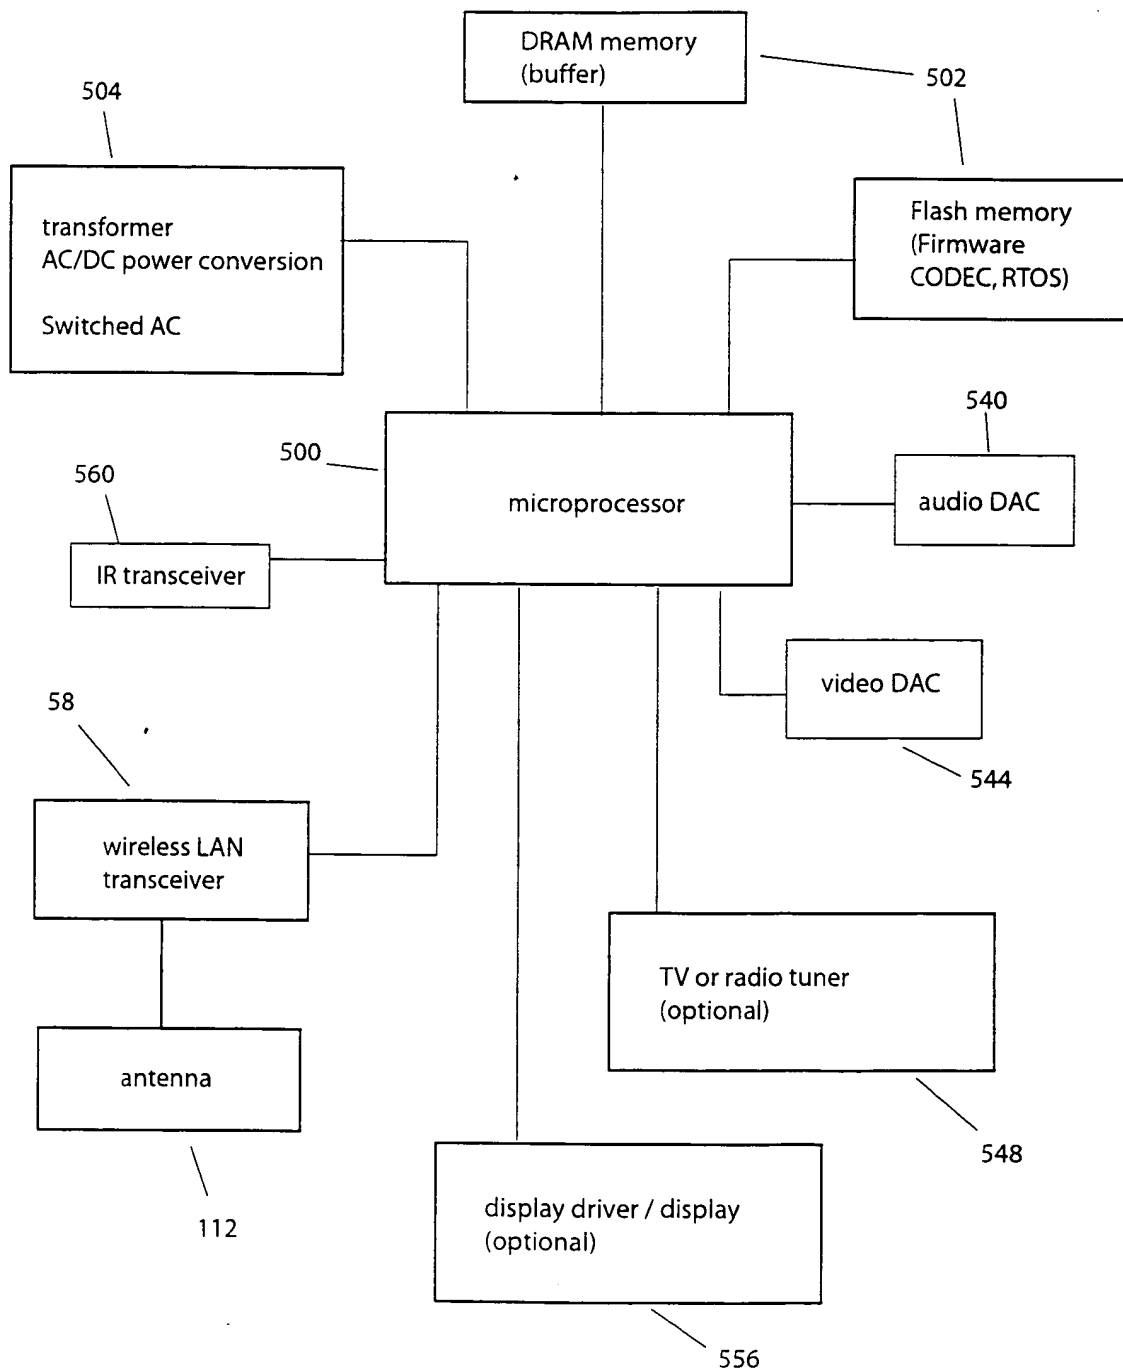 DRAM memory
(buffer)
502
504
transformer
AC/DC power conversion
Switched AC
Flash memory
(Firmware
CODEC, RTOS)
540
500
microprocessor
audio DAC
560
IR transceiver
video DAC
544
58
wireless LAN
transceiver
TV or radio tuner
(optional)
548
antenna
112
display driver / display
(optional)
556